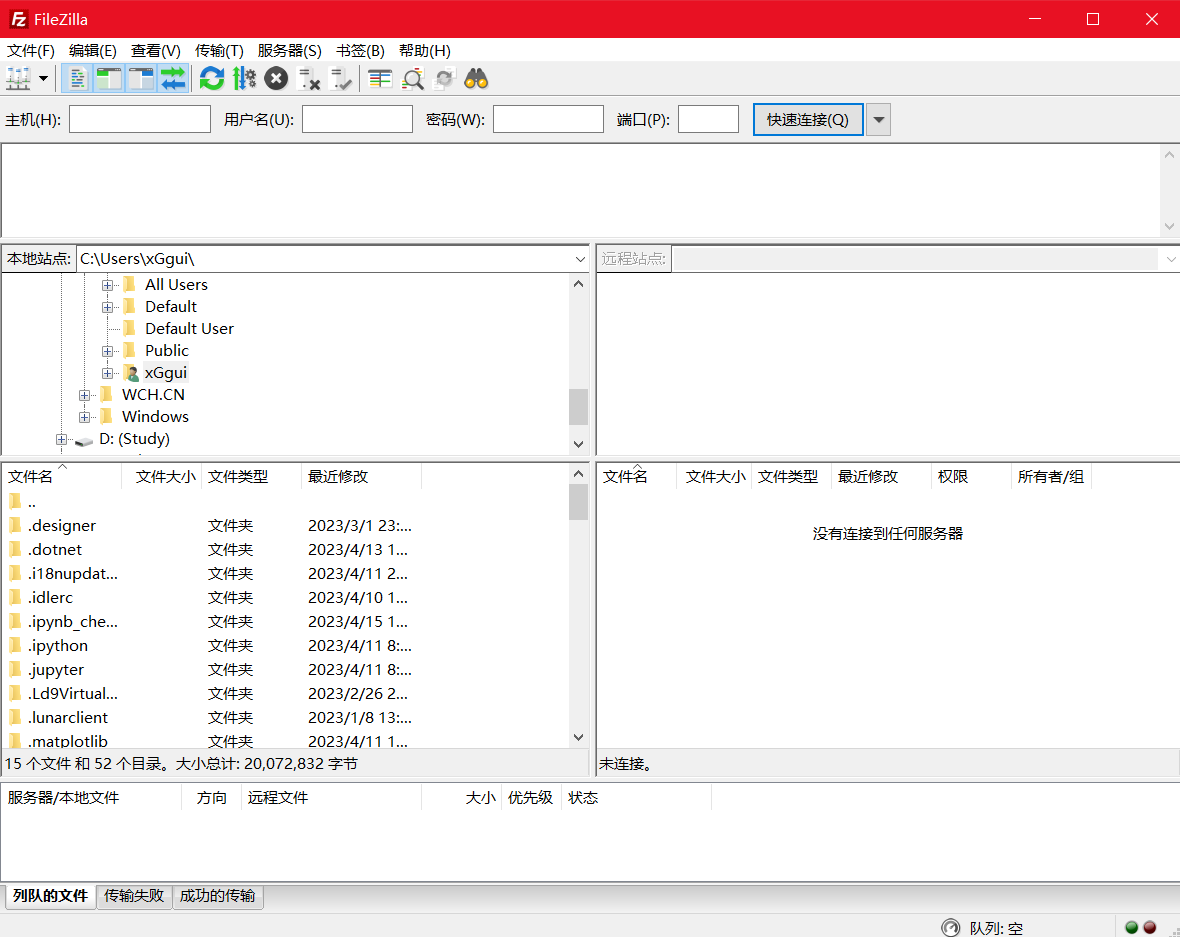 FileZilla
文件(F) 编辑(E) 查看(V) 传输(T) 服务器(S) 书签(B) 帮助(H)
主机(H): 用户名(U): 密码(W): 端口(P): 快速连接(Q)
本地站点: C:\Users\xGgui\ 远程站点:
All Users
Default
Default User
Public
xGgui
WCH.CN
Windows
D: (Study)
文件名 文件大小 文件类型 最近修改 文件名 文件大小 文件类型 最近修改 权限 所有者/组
..
.designer 文件夹 2023/3/1 23:...
没有连接到任何服务器
.dotnet 文件夹 2023/4/13 1...
.i18nupdat... 文件夹 2023/4/11 2...
.idlerc 文件夹 2023/4/10 1...
.ipynb_che... 文件夹 2023/4/15 1...
.ipython 文件夹 2023/4/11 8:...
.jupyter 文件夹 2023/4/11 8:...
.Ld9Virtual... 文件夹 2023/2/26 2...
.lunarclient 文件夹 2023/1/8 13:...
.matplotlib 文件夹 2023/4/11 1...
15 个文件 和 52 个目录。大小总计: 20,072,832 字节 未连接。
服务器/本地文件 方向 远程文件 大小 优先级 状态
列队的文件 传输失败 成功的传输
队列: 空